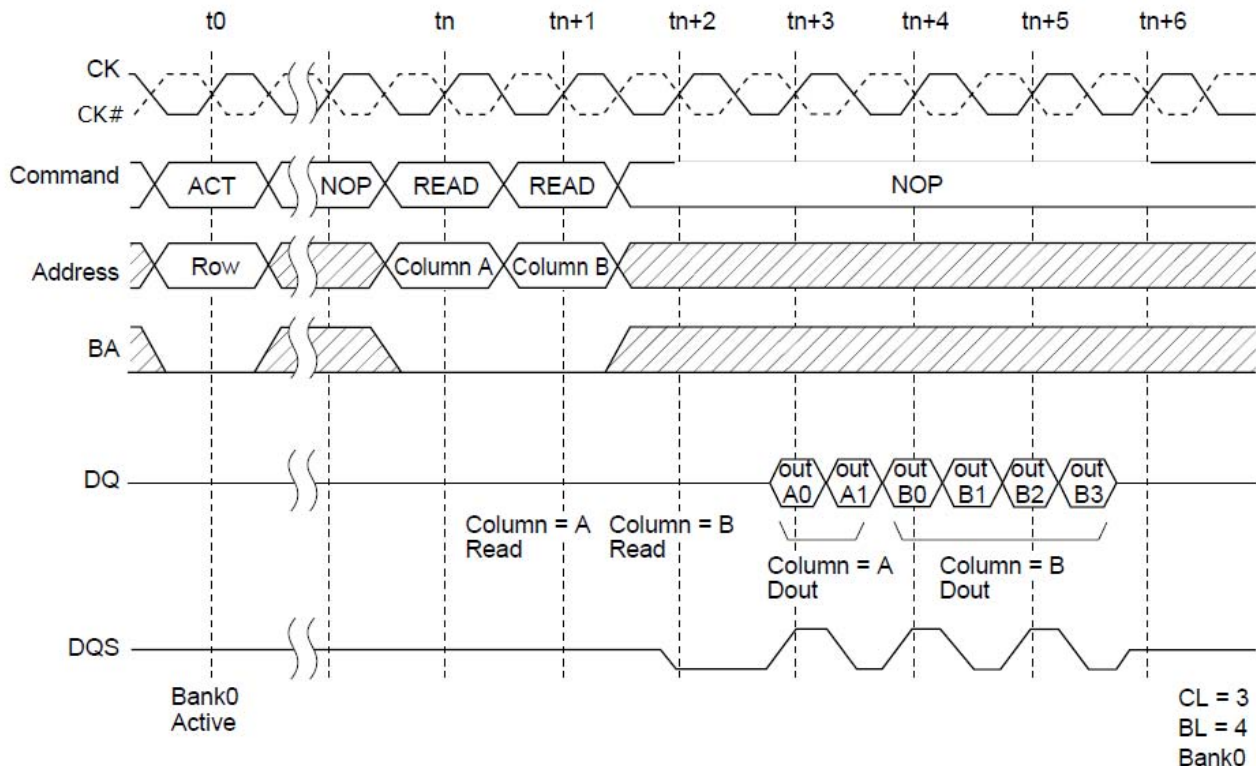 t0 tn tn+1 tn+2 tn+3 tn+4 tn+5 tn+6
CK
CK#
Command ACT NOP READ READ NOP
Address Row Column A Column B
BA
DQ out A0 out A1 out B0 out B1 out B2 out B3
Column = A Read
Column = B Read
Column = A Dout
Column = B Dout
DQS
Bank0
Active
CL = 3
BL = 4
Bank0